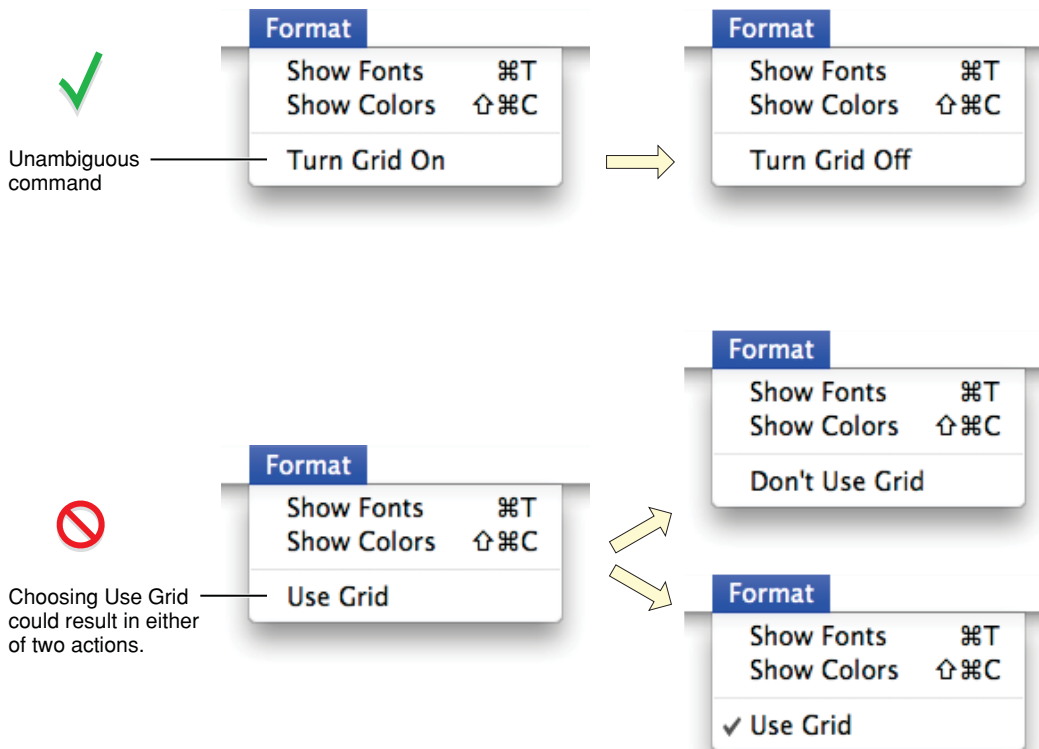 Format
Show Fonts ⌘T
Show Colors ⇧⌘C
Turn Grid On
Unambiguous
command
Format
Show Fonts ⌘T
Show Colors ⇧⌘C
Turn Grid Off
Format
Show Fonts ⌘T
Show Colors ⇧⌘C
Use Grid
Choosing Use Grid
could result in either
of two actions.
Format
Show Fonts ⌘T
Show Colors ⇧⌘C
Don't Use Grid
Format
Show Fonts ⌘T
Show Colors ⇧⌘C
✓ Use Grid